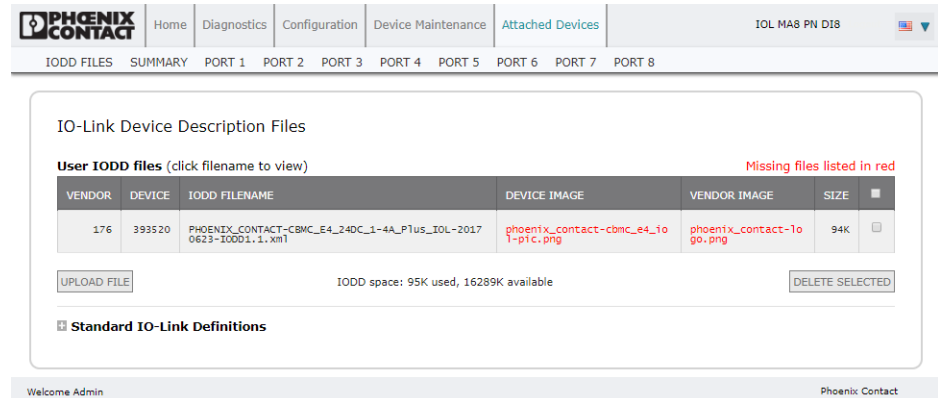 PHŒNIX
CONTACT
Home
Diagnostics
Configuration
Device Maintenance
Attached Devices
IOL MA8 PN DI8
IODD FILES SUMMARY PORT 1 PORT 2 PORT 3 PORT 4 PORT 5 PORT 6 PORT 7 PORT 8
IO-Link Device Description Files
User IODD files (click filename to view)
Missing files listed in red
VENDOR DEVICE IODD FILENAME DEVICE IMAGE VENDOR IMAGE SIZE
176 393520 PHOENIX_CONTACT-CBMC_E4_24DC_1-4A_Plus_IOL-2017
0623-IODD1.1.xml
phoenix_contact-cbmc_e4_io
l-pic.png
phoenix_contact-lo
go.png
94K
UPLOAD FILE
IODD space: 95K used, 16289K available
DELETE SELECTED
Standard IO-Link Definitions
Welcome Admin
Phoenix Contact